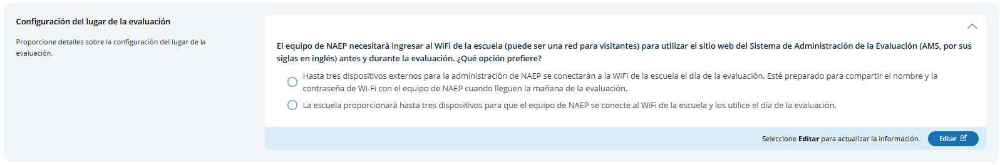 Configuración del lugar de la evaluación
Proporcione detalles sobre la configuración del lugar de la
evaluación.
El equipo de NAEP necesitará ingresar al WiFi de la escuela (puede ser una red para visitantes) para utilizar el sitio web del Sistema de Administración de la Evaluación (AMS, por sus
siglas en inglés) antes y durante la evaluación. ¿Qué opción prefiere?
Hasta tres dispositivos externos para la administración de NAEP se conectarán a la WiFi de la escuela el día de la evaluación. Esté preparado para compartir el nombre y la
contraseña de Wi-Fi con el equipo de NAEP cuando lleguen la mañana de la evaluación.
La escuela proporcionará hasta tres dispositivos para que el equipo de NAEP se conecte al WiFi de la escuela y los utilice el día de la evaluación.
Seleccione Editar para actualizar la información.
Editar